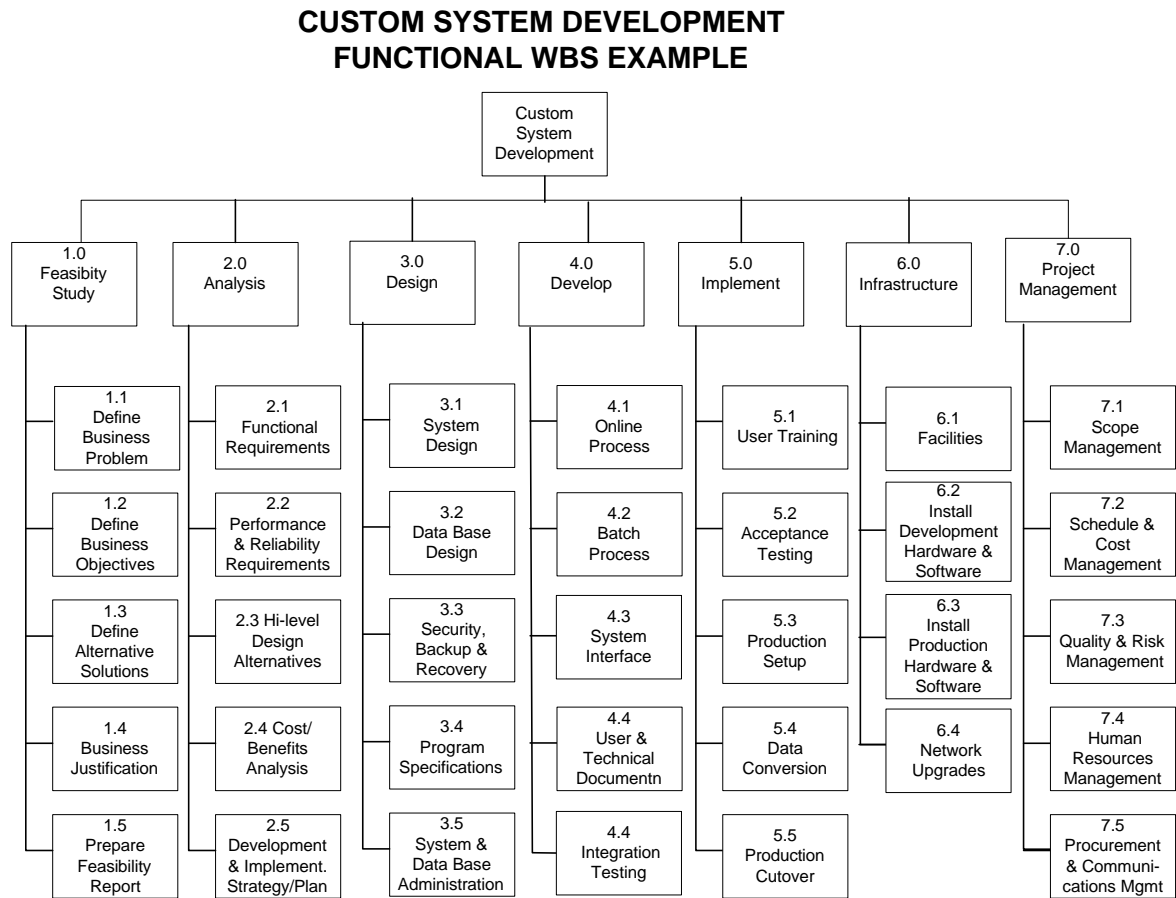 CUSTOM SYSTEM DEVELOPMENT
FUNCTIONAL WBS EXAMPLE
Custom
System
Development
1.0
Feasibity
Study
2.0
Analysis
3.0
Design
4.0
Develop
5.0
Implement
6.0
Infrastructure
7.0
Project
Management
1.1
Define
Business
Problem
1.2
Define
Business
Objectives
1.3
Define
Alternative
Solutions
1.4
Business
Justification
1.5
Prepare
Feasibility
Report
2.1
Functional
Requirements
2.2
Performance
& Reliability
Requirements
2.3 Hi-level
Design
Alternatives
2.4 Cost/
Benefits
Analysis
2.5
Development
& Implement.
Strategy/Plan
3.1
System
Design
3.2
Data Base
Design
3.3
Security,
Backup &
Recovery
3.4
Program
Specifications
3.5
System &
Data Base
Administration
4.1
Online
Process
4.2
Batch
Process
4.3
System
Interface
4.4
User &
Technical
Documentn
4.4
Integration
Testing
5.1
User Training
5.2
Acceptance
Testing
5.3
Production
Setup
5.4
Data
Conversion
5.5
Production
Cutover
6.1
Facilities
6.2
Install
Development
Hardware &
Software
6.3
Install
Production
Hardware &
Software
6.4
Network
Upgrades
7.1
Scope
Management
7.2
Schedule &
Cost
Management
7.3
Quality & Risk
Management
7.4
Human
Resources
Management
7.5
Procurement
& Communi-
cations Mgmt